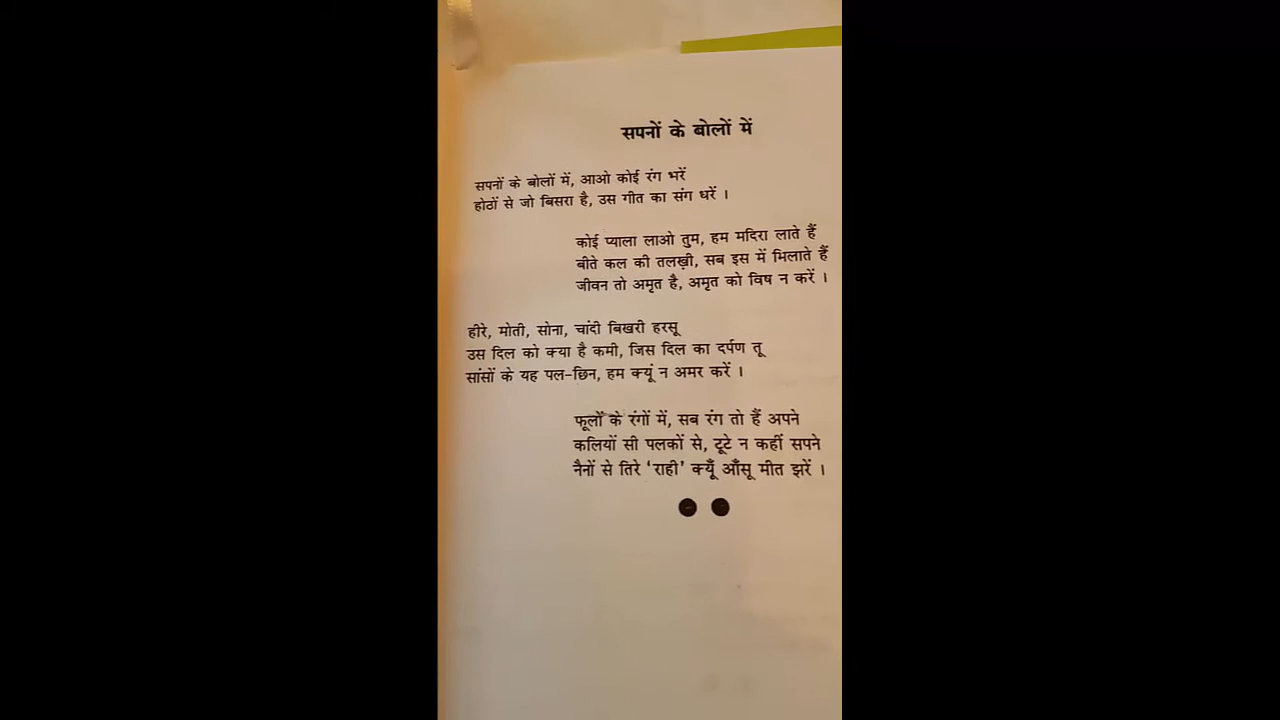 सपनों के बोलों में
सपनों के बोलों में, आओ कोई रंग भरें
होठों से जो बिसरा है, उस गीत का संग धरें ।
कोई प्याला लाओ तुम, हम मदिरा लाते हैं
बीते कल की तलख़ी, सब इस में मिलाते हैं
जीवन तो अमृत है, अमृत को विष न करें ।
हीरे, मोती, सोना, चांदी बिखरी हरसू
उस दिल को क्या है कमी, जिस दिल का दर्पण तू
सांसों के यह पल-छिन, हम क्यूं न अमर करें ।
फूलों के रंगों में, सब रंग तो हैं अपने
कलियों सी पलकों से, टूटे न कहीं सपने
नैनों से तिरे ‘राही’ क्यूँ आँसू मीत झरें ।